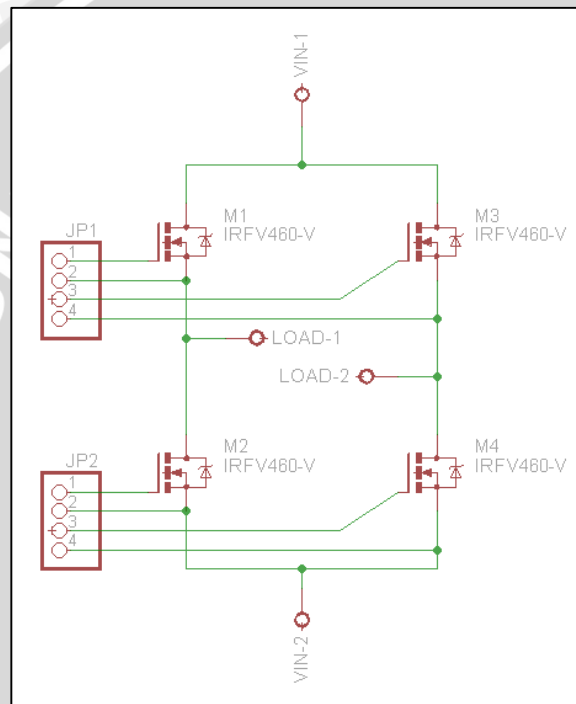 VIN-1
M1
IRFV460-V
M3
IRFV460-V
JP1
1
2
3
4
LOAD-1
LOAD-2
M2
IRFV460-V
M4
IRFV460-V
JP2
1
2
3
4
VIN-2